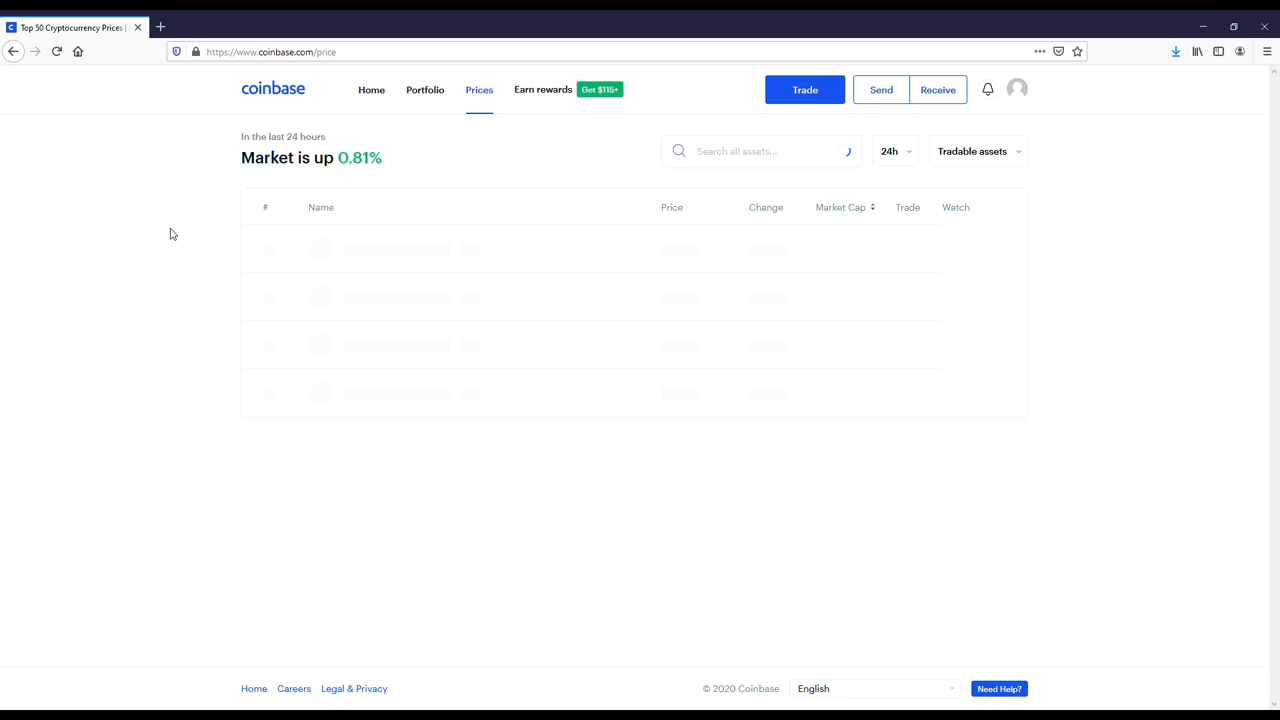 Top 50 Cryptocurrency Prices |
https://www.coinbase.com/price
coinbase
Home
Portfolio
Prices
Earn rewards
Get $115+
Trade
Send
Receive
In the last 24 hours
Market is up 0.81%
Search all assets...
24h
Tradable assets
#
Name
Price
Change
Market Cap
Trade
Watch
Home
Careers
Legal & Privacy
© 2020 Coinbase
English
Need Help?